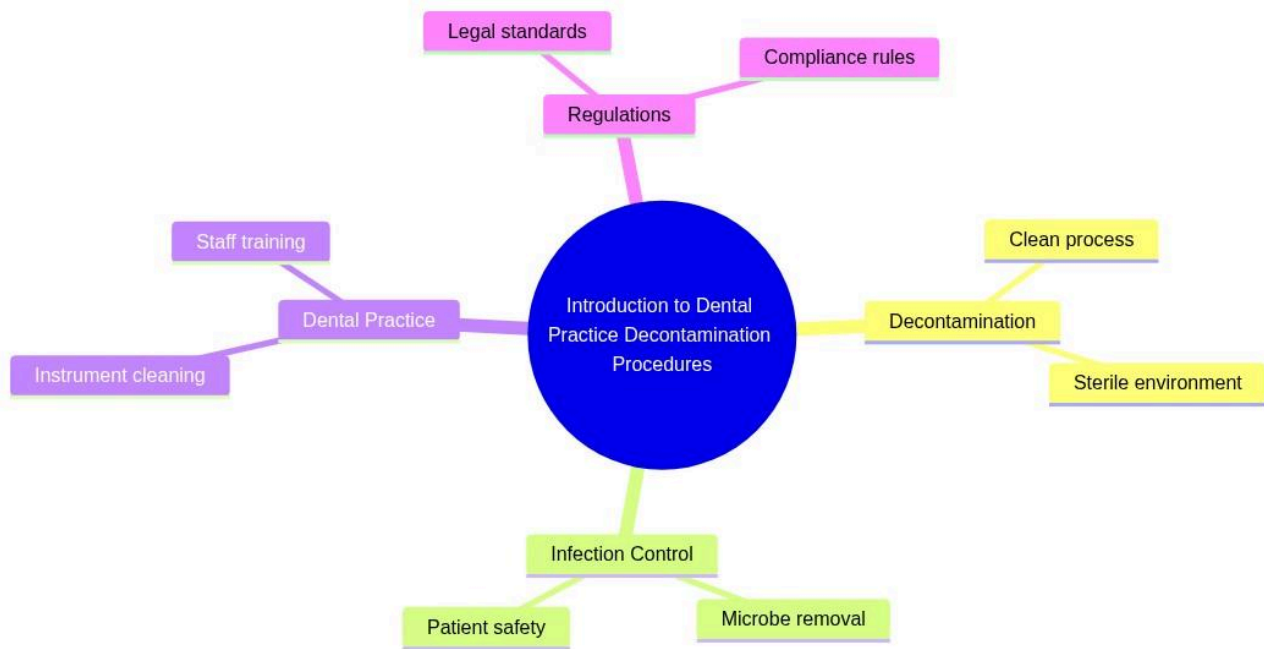 Legal standards
Compliance rules
Regulations
Staff training
Clean process
Dental Practice
Introduction to Dental
Practice Decontamination
Procedures
Decontamination
Instrument cleaning
Sterile environment
Infection Control
Patient safety
Microbe removal